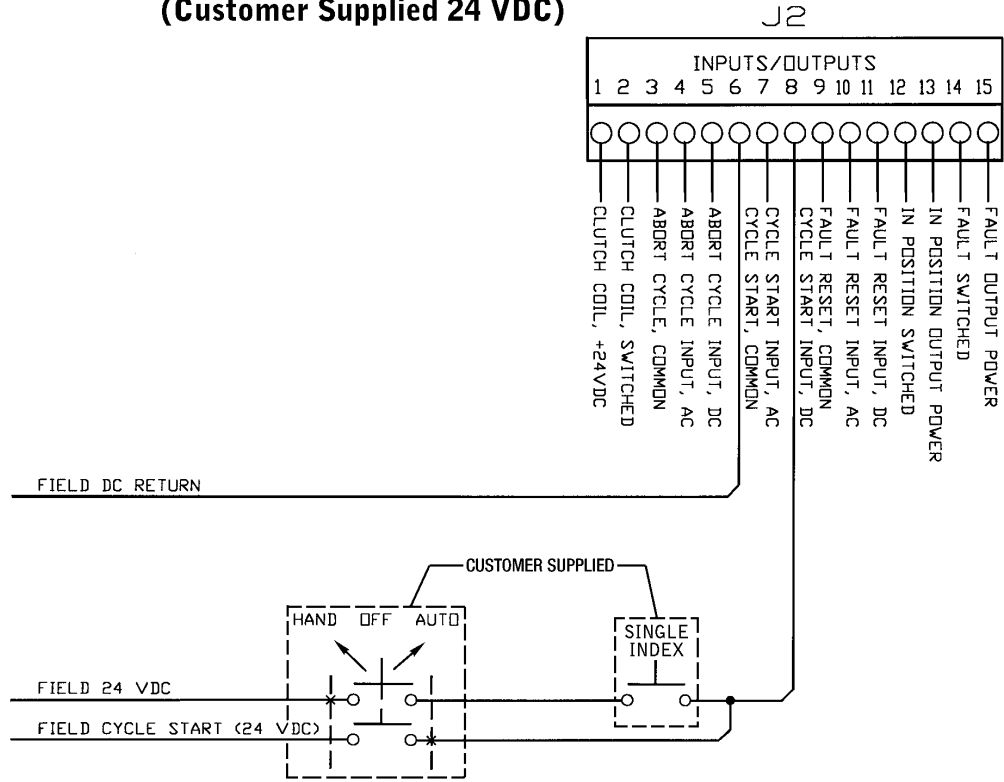 (Customer Supplied 24 VDC)
J2
INPUTS/OUTPUTS
1 2 3 4 5 6 7 8 9 10 11 12 13 14 15
CLUTCH COIL, +24VDC
CLUTCH COIL, SWITCHED
ABORT CYCLE, COMMON
ABORT CYCLE INPUT, AC
ABORT CYCLE INPUT, DC
CYCLE START, COMMON
CYCLE START INPUT, AC
CYCLE START INPUT, DC
FAULT RESET, COMMON
FAULT RESET INPUT, AC
FAULT RESET INPUT, DC
IN POSITION SWITCHED
IN POSITION OUTPUT POWER
FAULT SWITCHED
FAULT OUTPUT POWER
FIELD DC RETURN
CUSTOMER SUPPLIED
HAND OFF AUTO
SINGLE
INDEX
FIELD 24 VDC
FIELD CYCLE START (24 VDC)